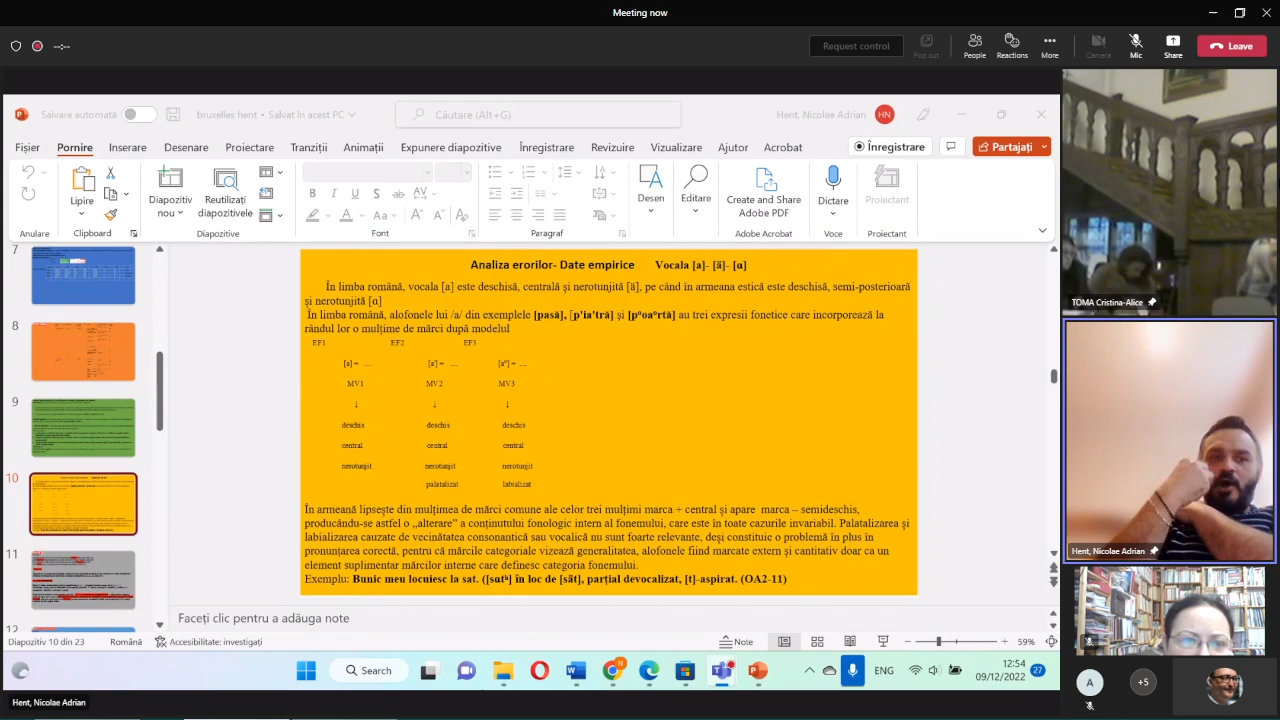 Meeting now
Request control
Pop out
People
Reactions
More
Camera
Mic
Share
Leave
Salvare automată
bruxelles hent • Salvat în acest PC
Căutare (Alt+G)
Hent, Nicolae Adrian
HN
Fișier Pornire Inserare Desenare Proiectare Tranziții Animații Expunere diapozitive Înregistrare Revizuire Vizualizare Ajutor Acrobat
Înregistrare
Partajați
Lipire
Diapozitiv nou
Reutilizați diapozitivele
Desen
Editare
Create and Share Adobe PDF
Dictare
Proiectant
Anulare
Clipboard
Diapozitive
Font
Paragraf
Adobe Acrobat
Voce
Proiectant
7
8
9
10
11
12
Analiza erorilor- Date empirice Vocala [a]- [ä]- [ɑ]
În limba română, vocala [a] este deschisă, centrală și nerotunjită [ä], pe când în armeana estică este deschisă, semi-posterioară
și nerotunjită [ɑ]
În limba română, alofonele lui /a/ din exemplele [pasă], [p'ia'tră] și [pºoaºrtă] au trei expresii fonetice care incorporează la
rândul lor o mulțime de mărci după modelul
EF1 EF2 EF3
[a] = .... [a'] = .... [aº] = ....
MV1 MV2 MV3
↓ ↓ ↓
deschis deschis deschis
central central central
nerotunjit nerotunjit nerotunjit
palatalizat labializat
În armeană lipsește din mulțimea de mărci comune ale celor trei mulțimi marca + central și apare marca – semideschis,
producându-se astfel o „alterare” a conținutului fonologic intern al fonemului, care este în toate cazurile invariabil. Palatalizarea și
labializarea cauzate de vecinătatea consonantică sau vocalică nu sunt foarte relevante, deși constituie o problemă în plus în
pronunțarea corectă, pentru că mărcile categoriale vizează generalitatea, alofonele fiind marcate extern și cantitativ doar ca un
element suplimentar mărcilor interne care definesc categoria fonemului.
Exemplu: Bunic meu locuiesc la sat. ([sɑtʰ] în loc de [sät], parțial devocalizat, [t]-aspirat. (OA2-11)
Faceți clic pentru a adăuga note
Diapozitiv 10 din 23
Română
Accesibilitate: investigați
Note
59%
Search
ENG
12:54
09/12/2022
27
Hent, Nicolae Adrian
TOMA Cristina-Alice
Hent, Nicolae Adrian
A
+5